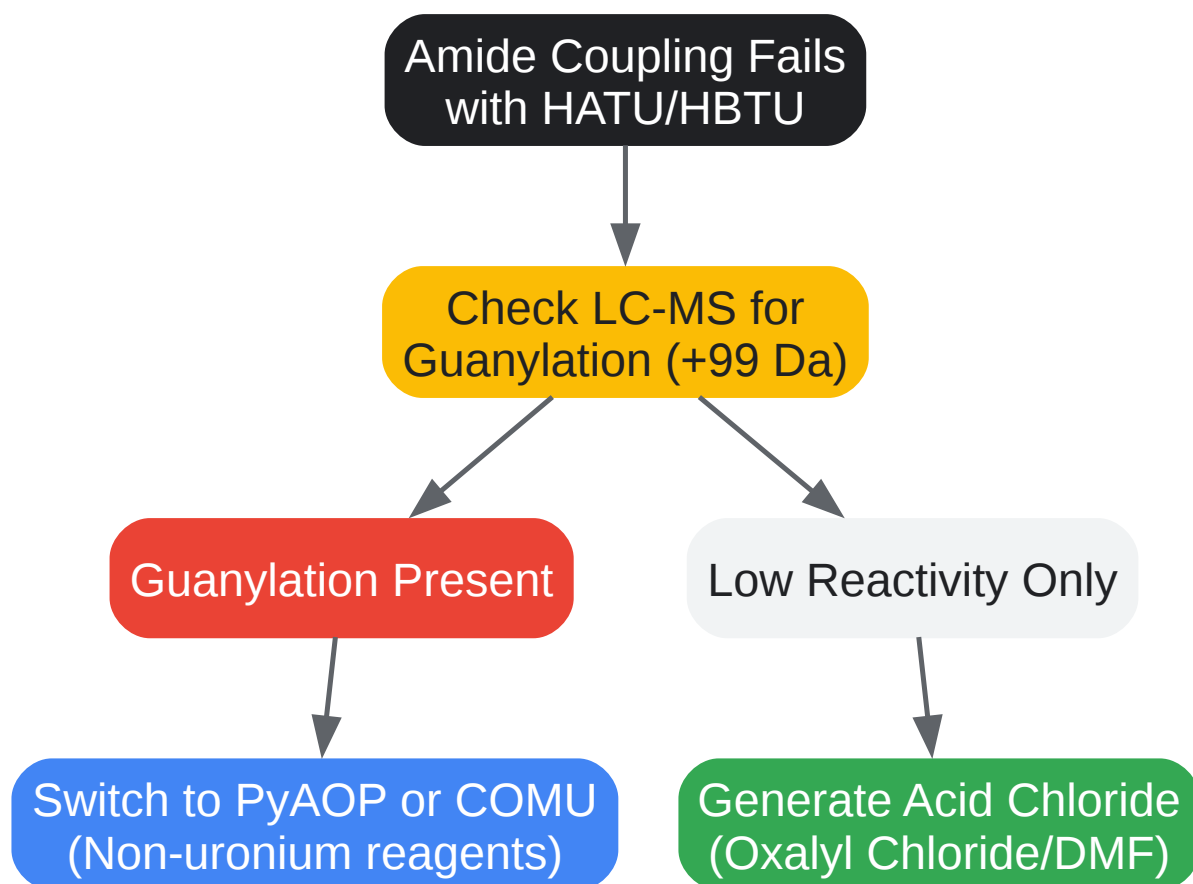 Amide Coupling Fails
with HATU/HBTU
Check LC-MS for
Guanylation (+99 Da)
Guanylation Present
Low Reactivity Only
Switch to PyAOP or COMU
(Non-uronium reagents)
Generate Acid Chloride
(Oxalyl Chloride/DMF)